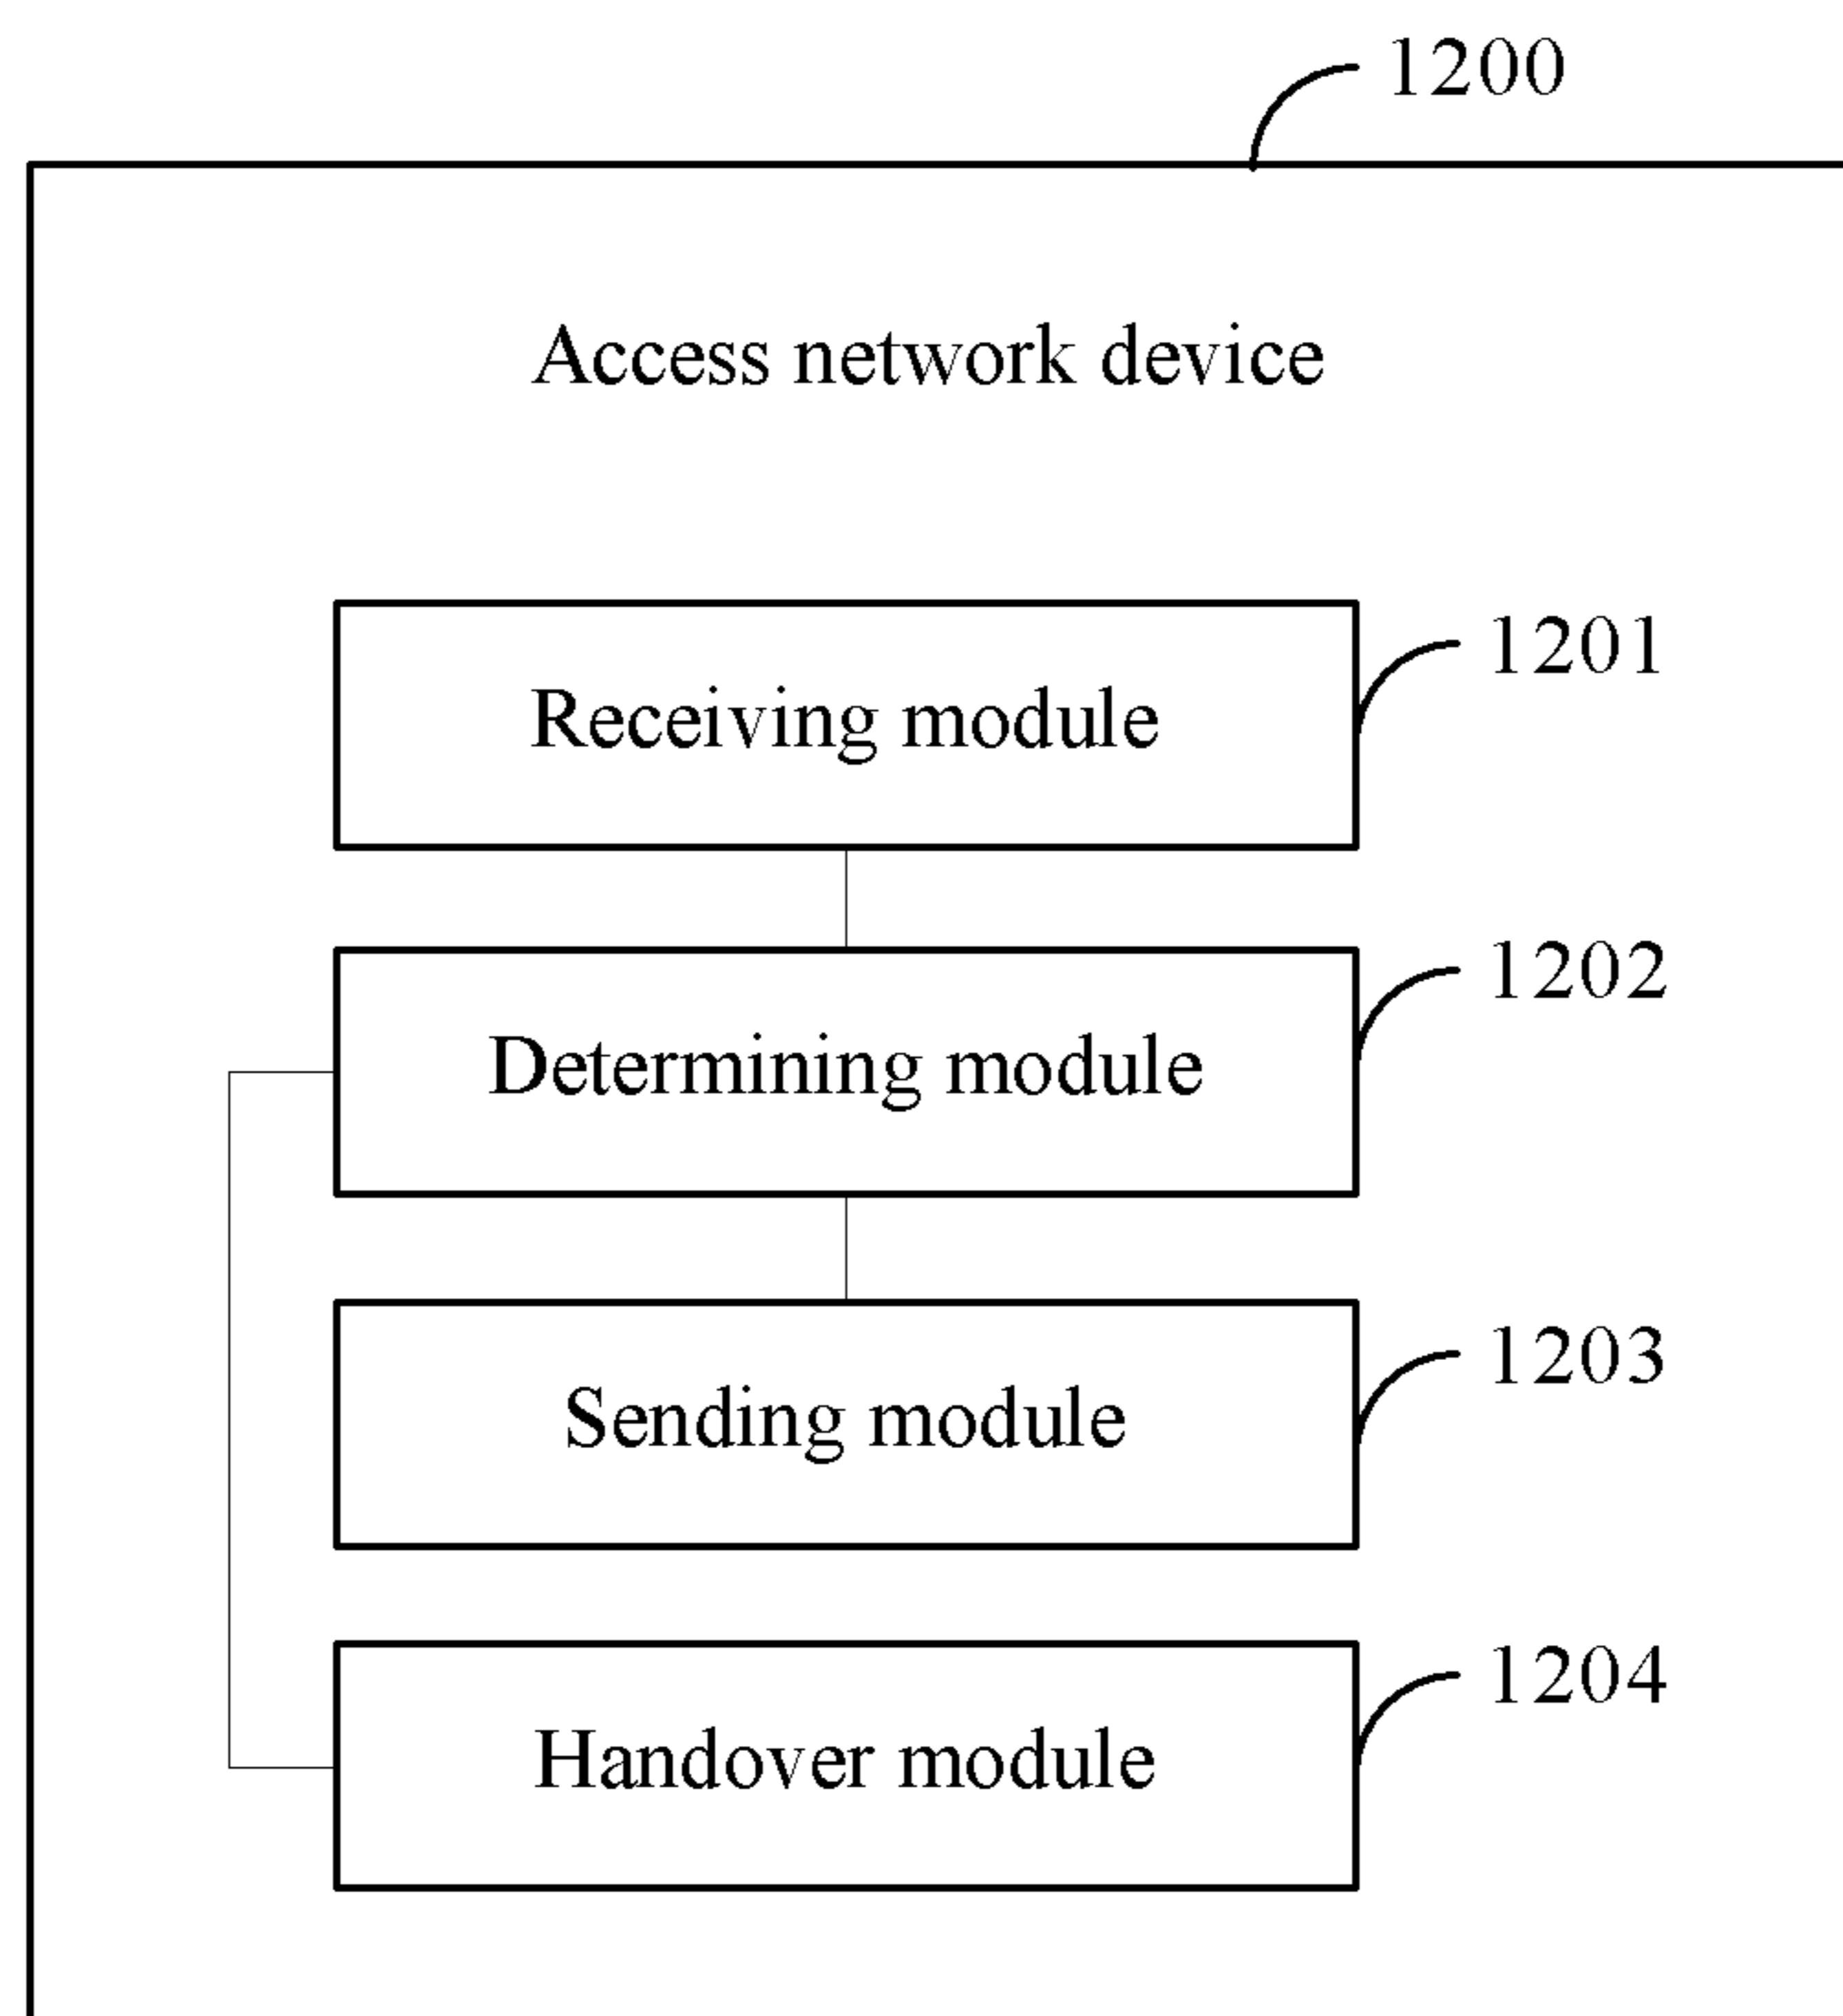 1200
Access network device
Receiving module
1201
Determining module
1202
Sending module
1203
Handover module
1204